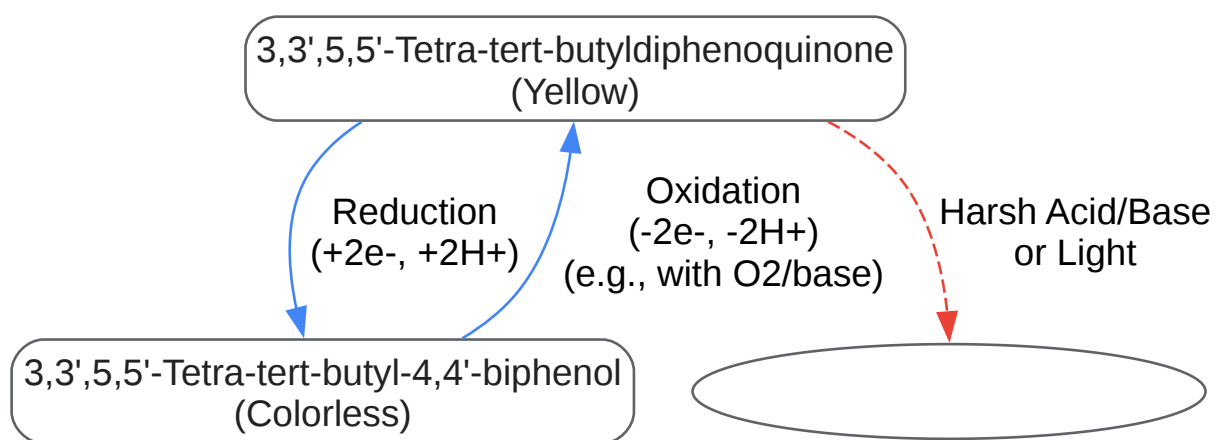 3,3',5,5'-Tetra-tert-butyldiphenoquinone
(Yellow)
Reduction
(+2e-, +2H+)
Oxidation
(-2e-, -2H+)
(e.g., with O2/base)
Harsh Acid/Base
or Light
3,3',5,5'-Tetra-tert-butyl-4,4'-biphenol
(Colorless)